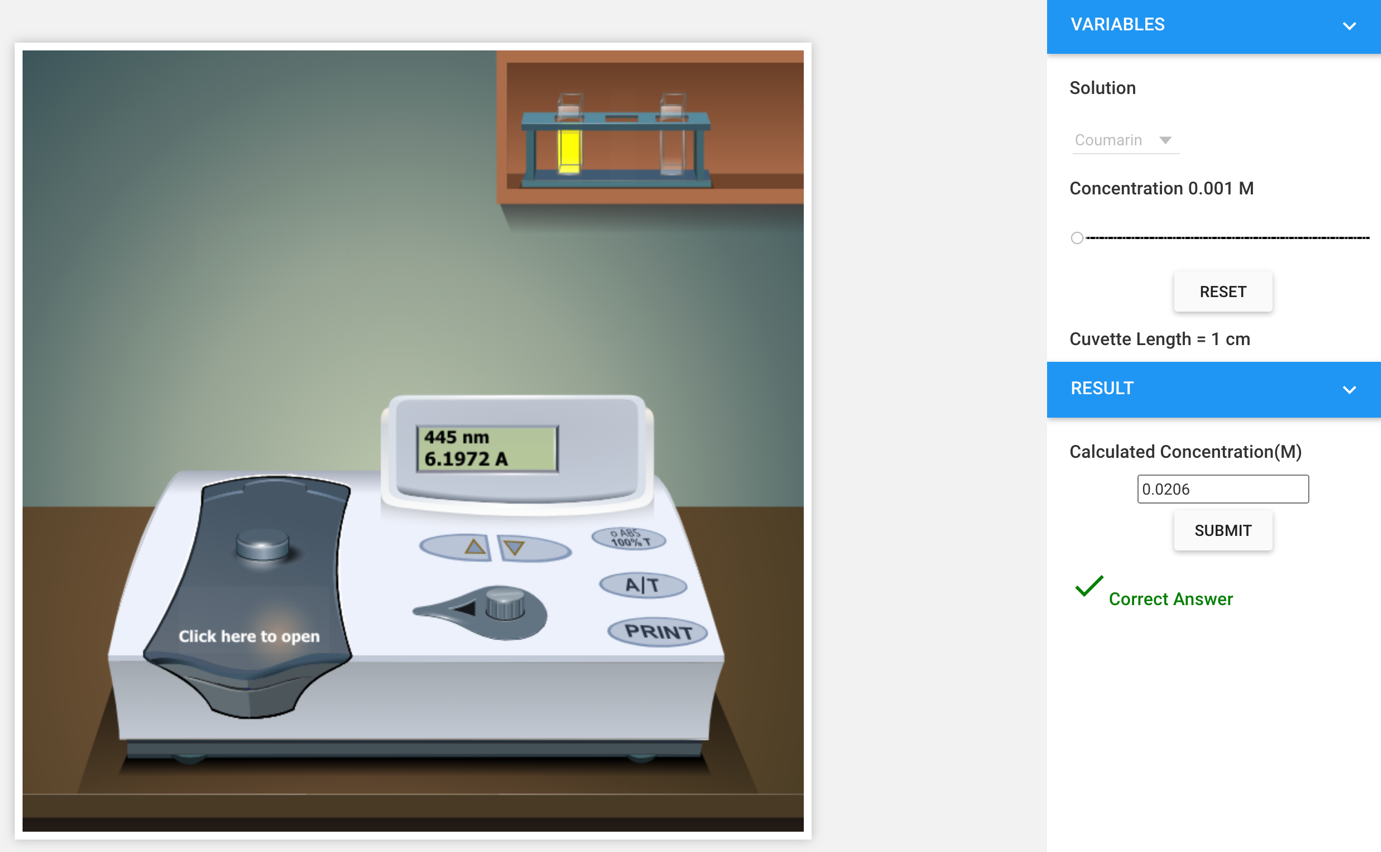 VARIABLES
Solution
Coumarin
Concentration 0.001 M
RESET
Cuvette Length = 1 cm
RESULT
Calculated Concentration(M)
0.0206
SUBMIT
Correct Answer
445 nm
6.1972 A
o ABS
100% T
A|T
PRINT
Click here to open